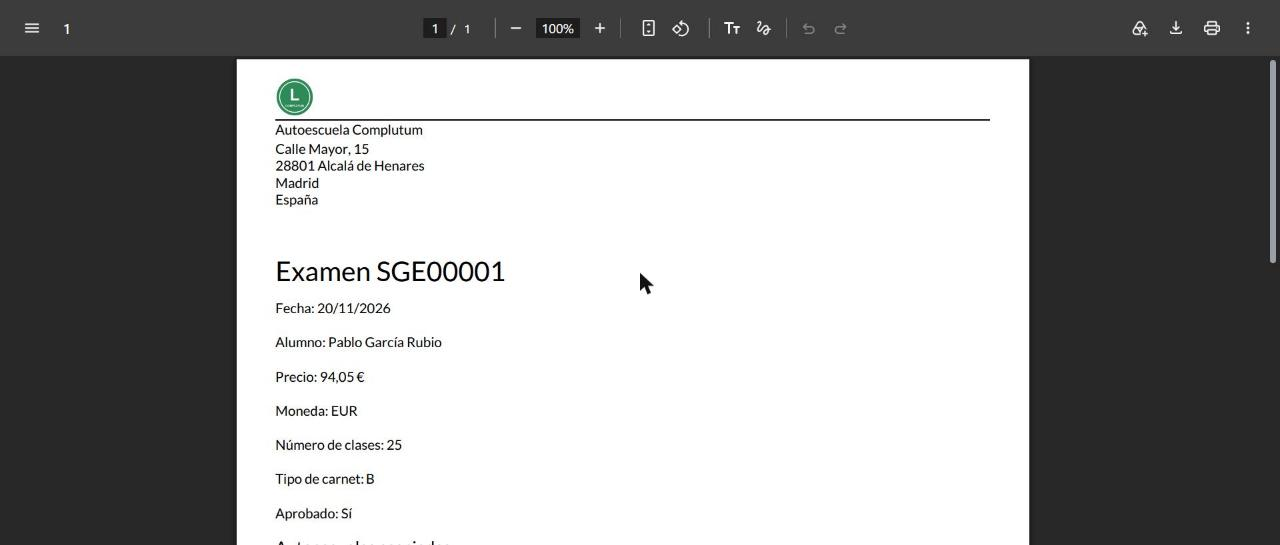 1
1 / 1
100%
L
COMPLUTUM
Autoescuela Complutum
Calle Mayor, 15
28801 Alcalá de Henares
Madrid
España
Examen SGE00001
Fecha: 20/11/2026
Alumno: Pablo García Rubio
Precio: 94,05 €
Moneda: EUR
Número de clases: 25
Tipo de carnet: B
Aprobado: Sí